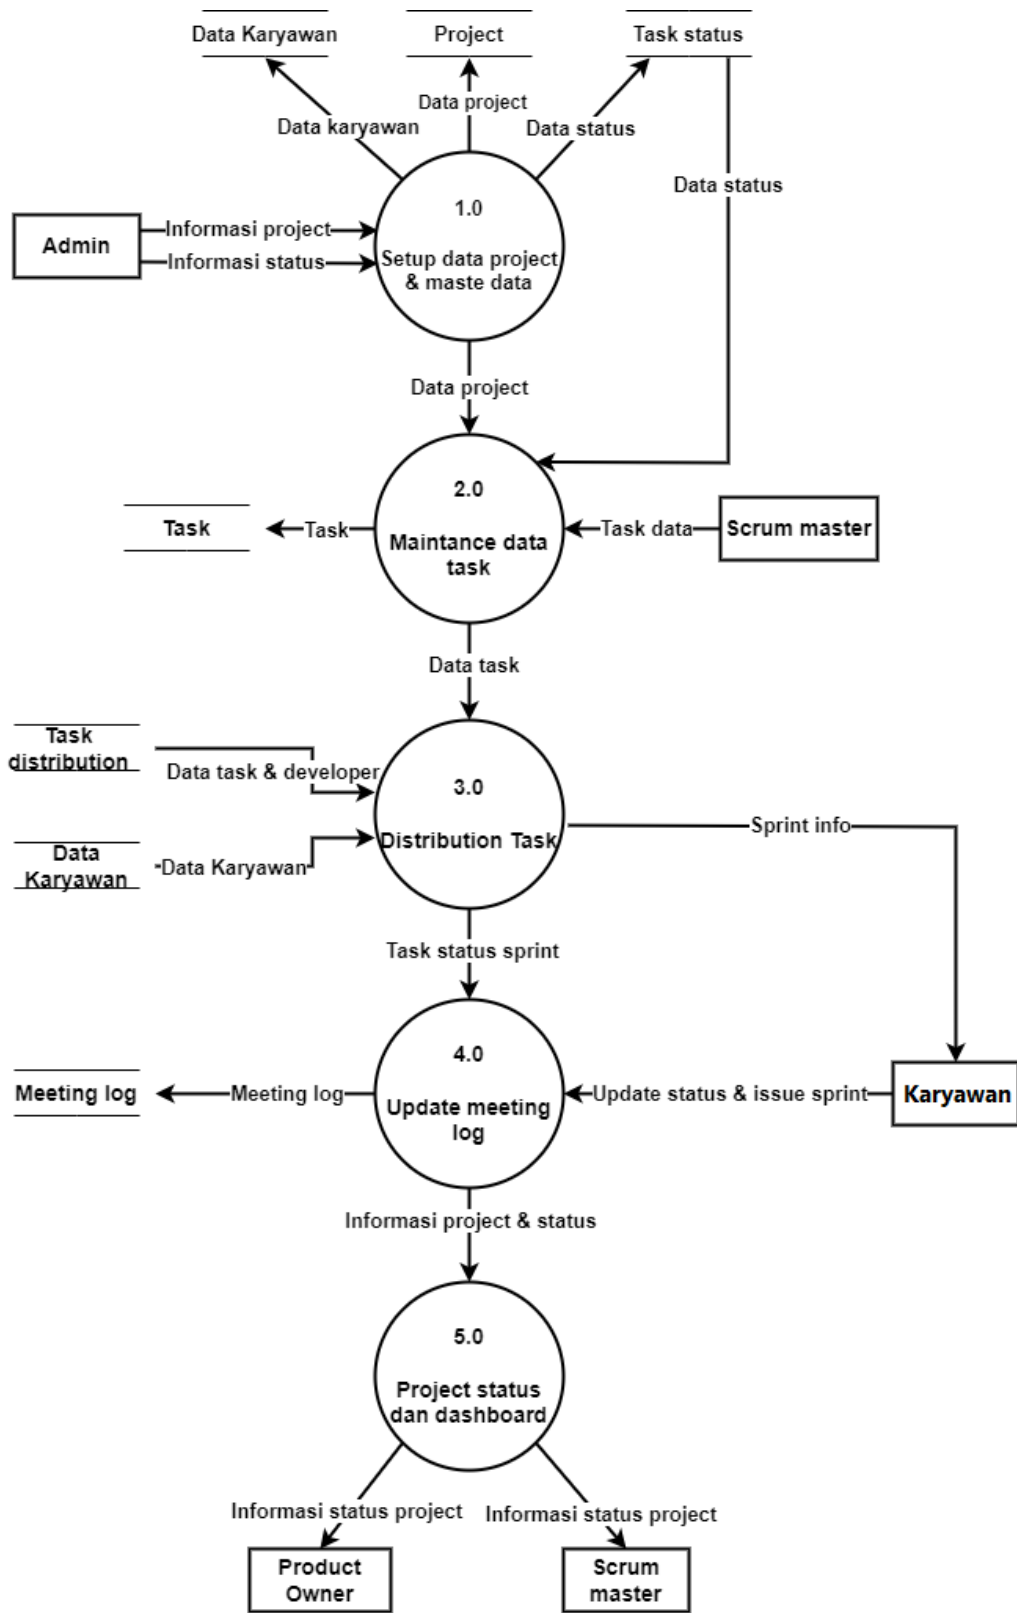 Data Karyawan
Project
Task status
Data project
Data karyawan
Data status
Data status
1.0
Setup data project
& maste data
Admin
Informasi project
Informasi status
Data project
2.0
Maintance data
task
Task
Task
Task data
Scrum master
Data task
Task
distribution
Data task & developer
3.0
Distribution Task
Sprint info
Data
Karyawan
Data Karyawan
Task status sprint
4.0
Update meeting
log
Meeting log
Meeting log
Update status & issue sprint
Karyawan
Informasi project & status
5.0
Project status
dan dashboard
Informasi status project
Informasi status project
Product
Owner
Scrum
master